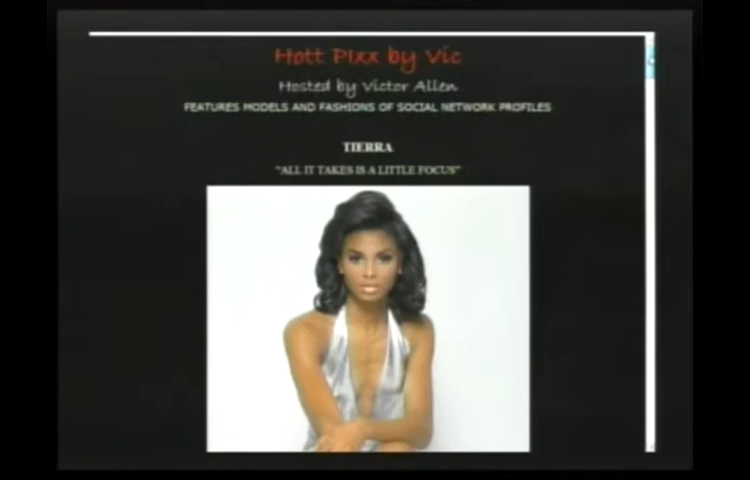 Hott Pixx by Vic
Hosted by Victor Allen
FEATURES MODELS AND FASHIONS OF SOCIAL NETWORK PROFILES
TIERRA
"ALL IT TAKES IS A LITTLE FOCUS"